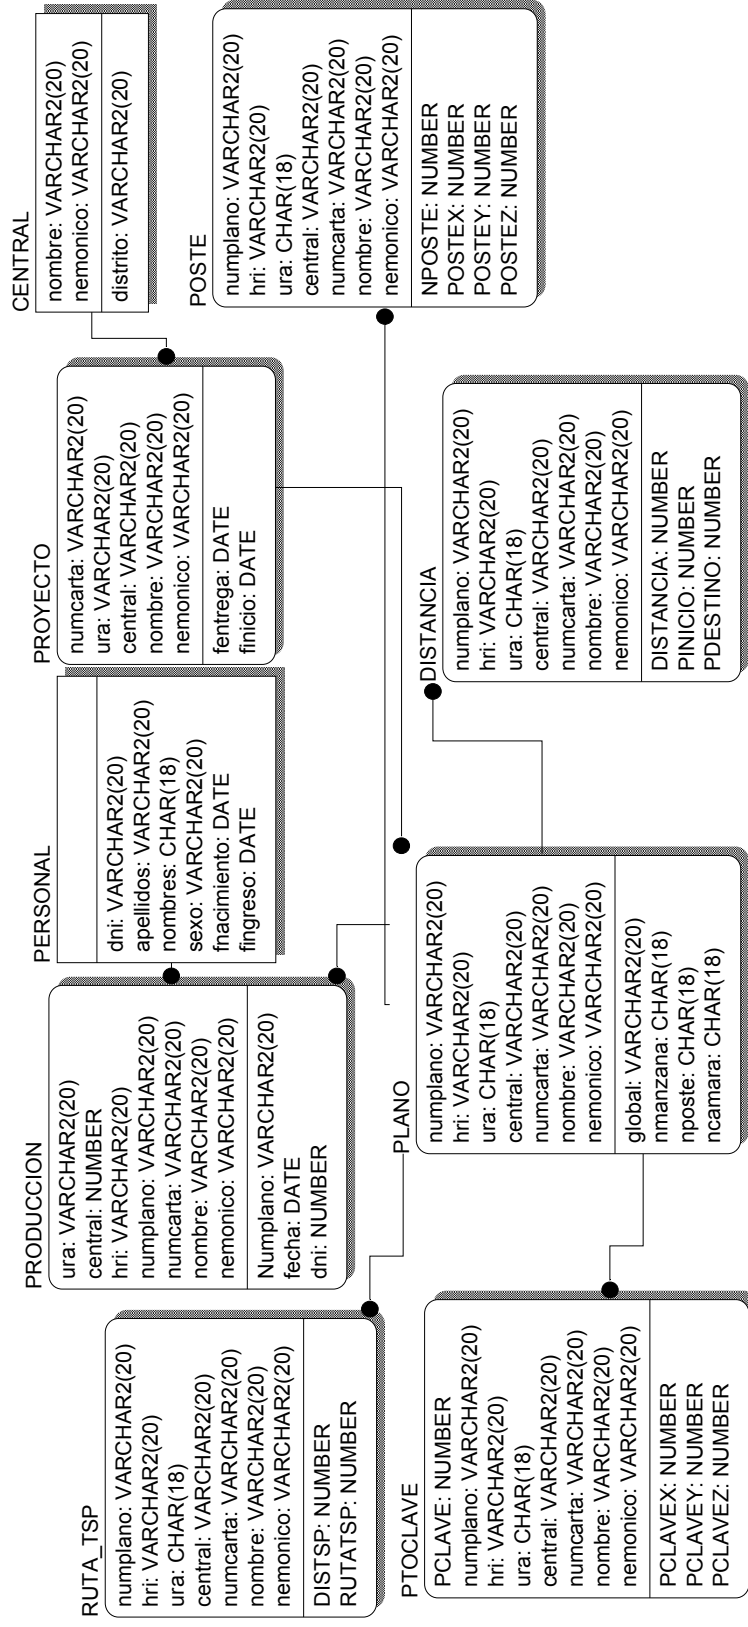 RUTA_TSP
numplano: VARCHAR2(20)
hri: VARCHAR2(20)
ura: CHAR(18)
central: VARCHAR2(20)
numcarta: VARCHAR2(20)
nombre: VARCHAR2(20)
nemonico: VARCHAR2(20)
DISTSP: NUMBER
RUTATSP: NUMBER
PRODUCCION
ura: VARCHAR2(20)
central: NUMBER
hri: VARCHAR2(20)
numplano: VARCHAR2(20)
numcarta: VARCHAR2(20)
nombre: VARCHAR2(20)
nemonico: VARCHAR2(20)
Numplano: VARCHAR2(20)
fecha: DATE
dni: NUMBER
PERSONAL
dni: VARCHAR2(20)
apellidos: VARCHAR2(20)
nombres: CHAR(18)
sexo: VARCHAR2(20)
fnacimiento: DATE
fingreso: DATE
PROYECTO
numcarta: VARCHAR2(20)
ura: VARCHAR2(20)
central: VARCHAR2(20)
nombre: VARCHAR2(20)
nemonico: VARCHAR2(20)
fentrega: DATE
finicio: DATE
CENTRAL
nombre: VARCHAR2(20)
nemonico: VARCHAR2(20)
distrito: VARCHAR2(20)
POSTE
numplano: VARCHAR2(20)
hri: VARCHAR2(20)
ura: CHAR(18)
central: VARCHAR2(20)
numcarta: VARCHAR2(20)
nombre: VARCHAR2(20)
nemonico: VARCHAR2(20)
NPOSTE: NUMBER
POSTEX: NUMBER
POSTEY: NUMBER
POSTEZ: NUMBER
PTOCLAVE
PCLAVE: NUMBER
numplano: VARCHAR2(20)
hri: VARCHAR2(20)
ura: CHAR(18)
central: VARCHAR2(20)
numcarta: VARCHAR2(20)
nombre: VARCHAR2(20)
nemonico: VARCHAR2(20)
PCLAVEX: NUMBER
PCLAVEY: NUMBER
PCLAVEZ: NUMBER
PLANO
numplano: VARCHAR2(20)
hri: VARCHAR2(20)
ura: CHAR(18)
central: VARCHAR2(20)
numcarta: VARCHAR2(20)
nombre: VARCHAR2(20)
nemonico: VARCHAR2(20)
global: VARCHAR2(20)
nmanzana: CHAR(18)
nposte: CHAR(18)
ncamara: CHAR(18)
DISTANCIA
numplano: VARCHAR2(20)
hri: VARCHAR2(20)
ura: CHAR(18)
central: VARCHAR2(20)
numcarta: VARCHAR2(20)
nombre: VARCHAR2(20)
nemonico: VARCHAR2(20)
DISTANCIA: NUMBER
PINICIO: NUMBER
PDESTINO: NUMBER